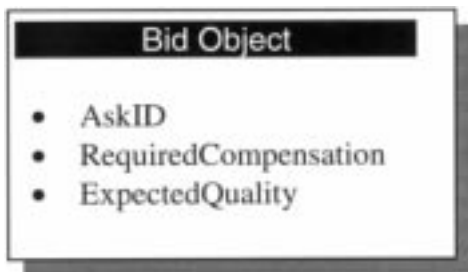 Bid Object
• AskID
• RequiredCompensation
• ExpectedQuality